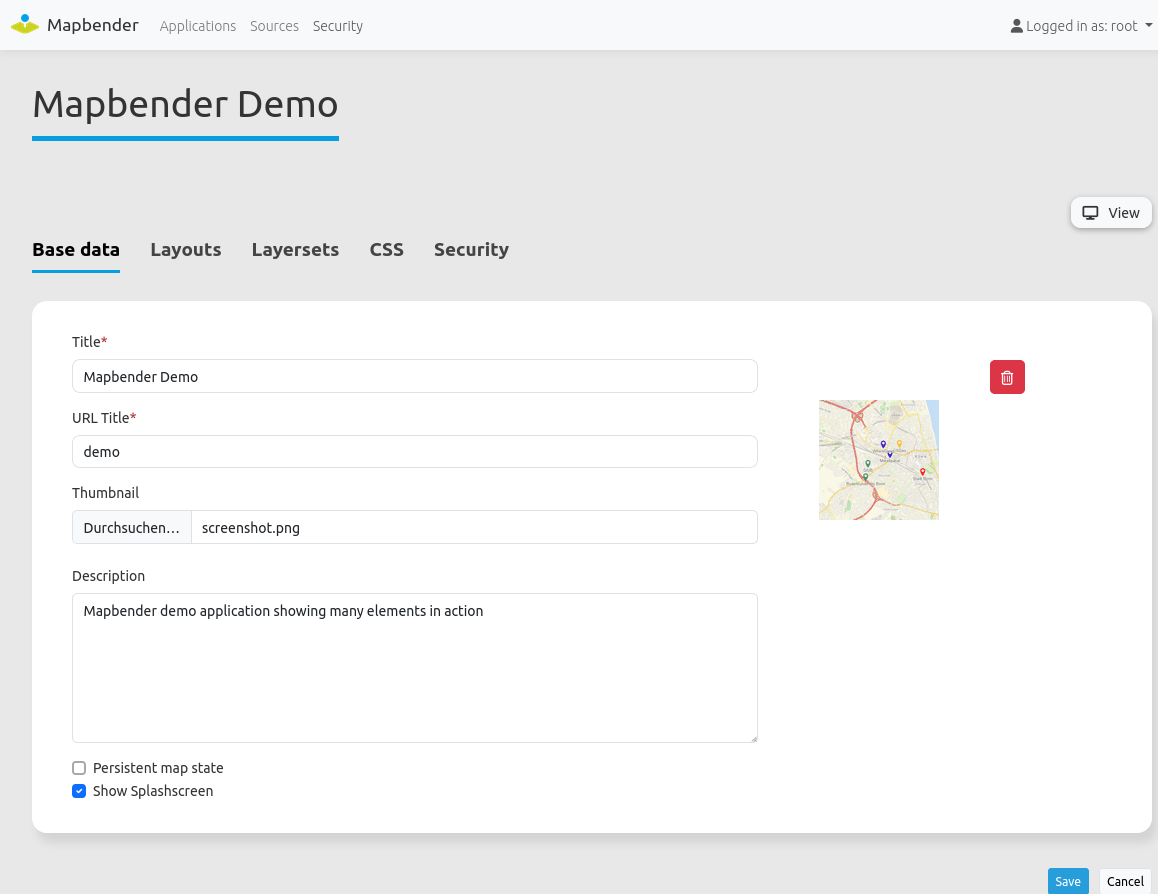 Mapbender
Applications
Sources
Security
Logged in as: root
Mapbender Demo
View
Base data
Layouts
Layersets
CSS
Security
Title*
Mapbender Demo
URL Title*
demo
Thumbnail
Durchsuchen…
screenshot.png
Description
Mapbender demo application showing many elements in action
Persistent map state
Show Splashscreen
Save
Cancel